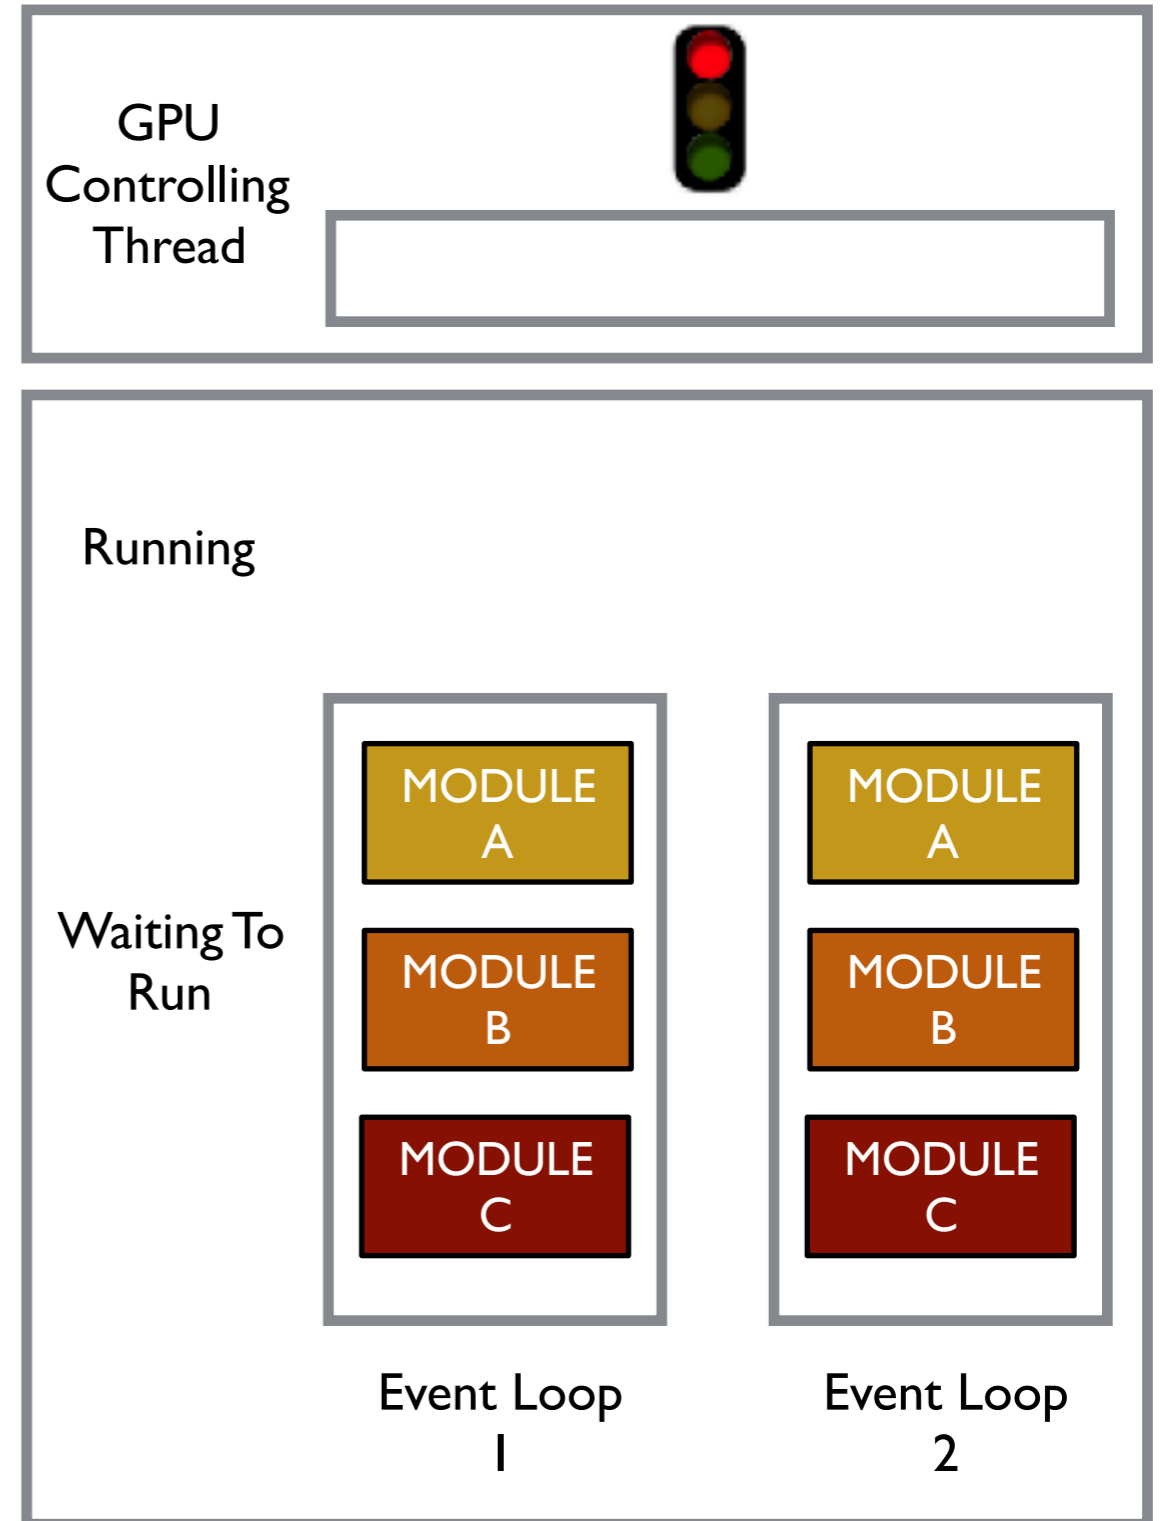 GPU
Controlling
Thread
Running
Waiting To
Run
MODULE
A
MODULE
B
MODULE
C
Event Loop
1
MODULE
A
MODULE
B
MODULE
C
Event Loop
2